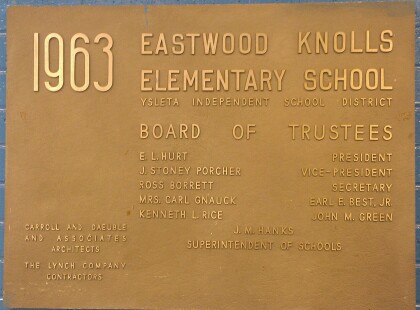 1963
EASTWOOD KNOLLS
ELEMENTARY SCHOOL
YSLETA INDEPENDENT SCHOOL DISTRICT
BOARD OF TRUSTEES
E. L. HURT PRESIDENT
J. STONEY PORCHER VICE-PRESIDENT
ROSS BORRETT SECRETARY
MRS. CARL GNAUCK EARL E. BEST, JR.
KENNETH L. RICE JOHN M. GREEN
J. M. HANKS
SUPERINTENDENT OF SCHOOLS
CARROLL AND DAEUBLE
AND ASSOCIATES
ARCHITECTS
THE LYNCH COMPANY
CONTRACTORS